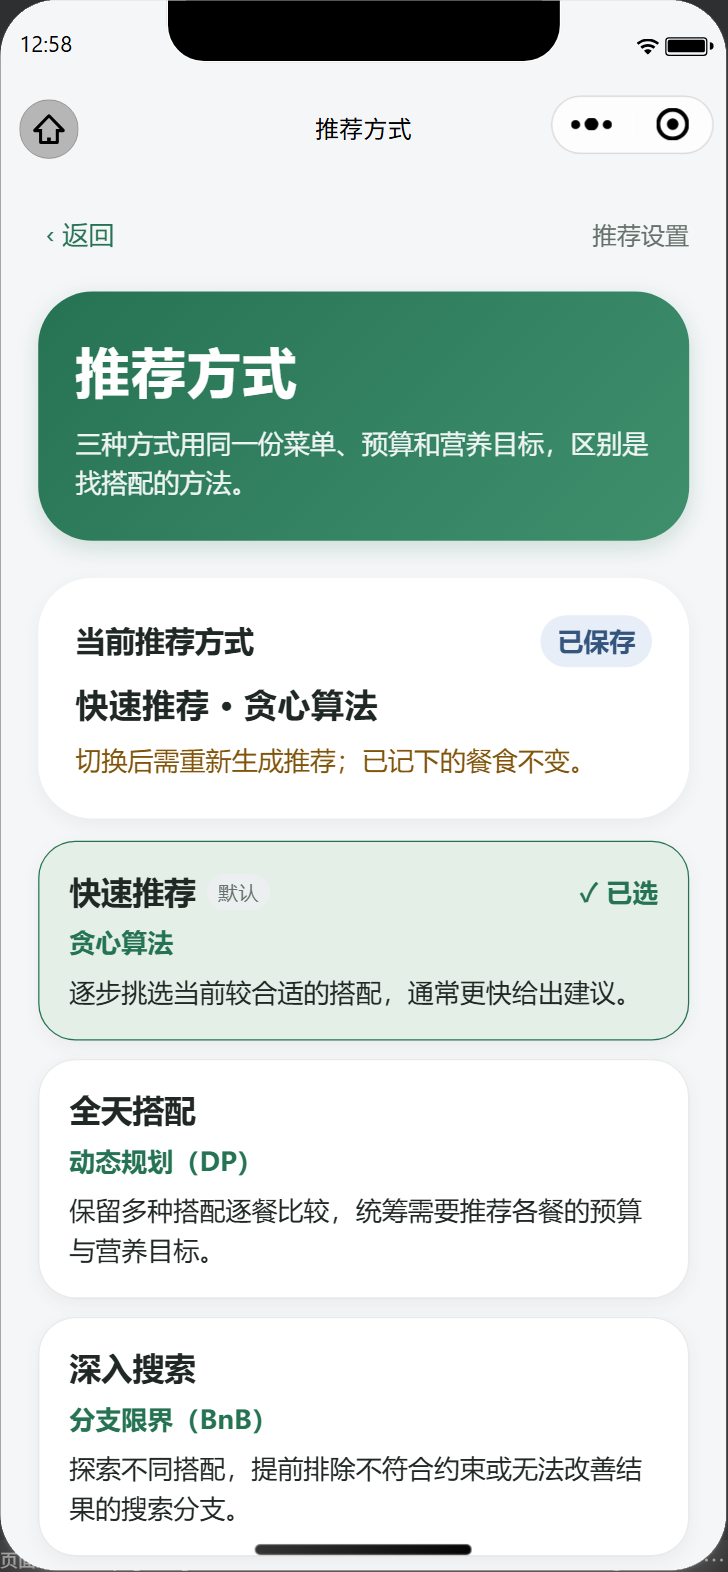 12:58
推荐方式
‹ 返回
推荐设置
推荐方式
三种方式用同一份菜单、预算和营养目标，区别是
找搭配的方法。
当前推荐方式
已保存
快速推荐 · 贪心算法
切换后需重新生成推荐；已记下的餐食不变。
快速推荐 默认
✓ 已选
贪心算法
逐步挑选当前较合适的搭配，通常更快给出建议。
全天搭配
动态规划（DP）
保留多种搭配逐餐比较，统筹需要推荐各餐的预算
与营养目标。
深入搜索
分支限界（BnB）
探索不同搭配，提前排除不符合约束或无法改善结
果的搜索分支。